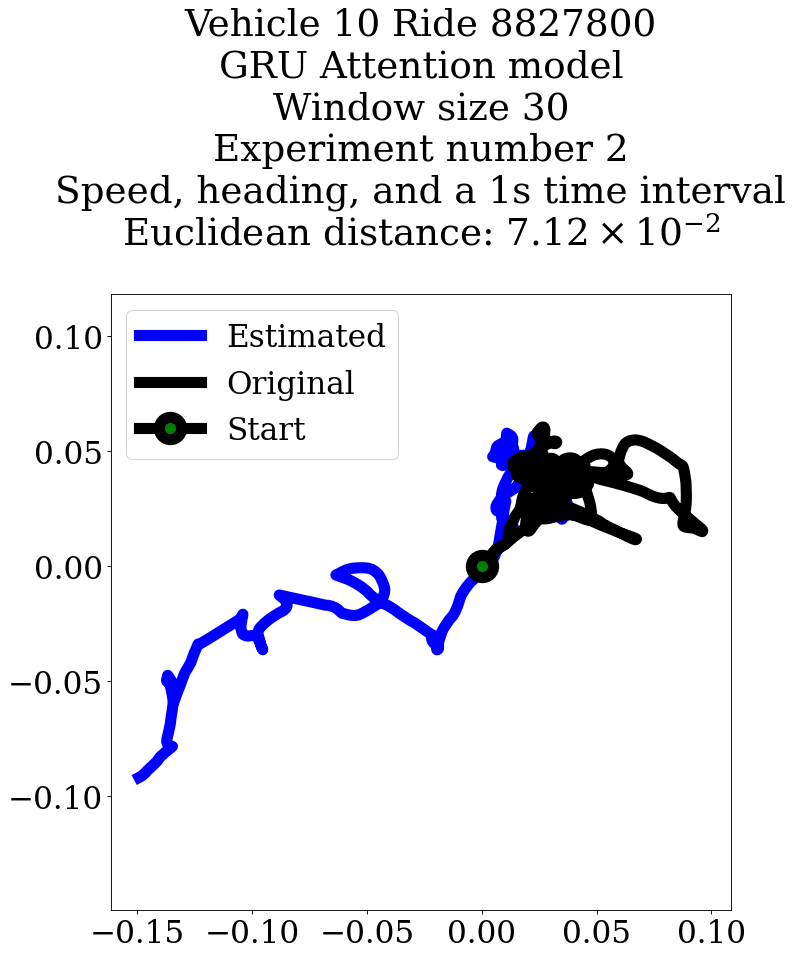 Vehicle 10 Ride 8827800
GRU Attention model
Window size 30
Experiment number 2
Speed, heading, and a 1s time interval
Euclidean distance: 7.12 × 10⁻²
Estimated
Original
Start
0.10
0.05
0.00
−0.05
−0.10
−0.15 −0.10 −0.05 0.00 0.05 0.10